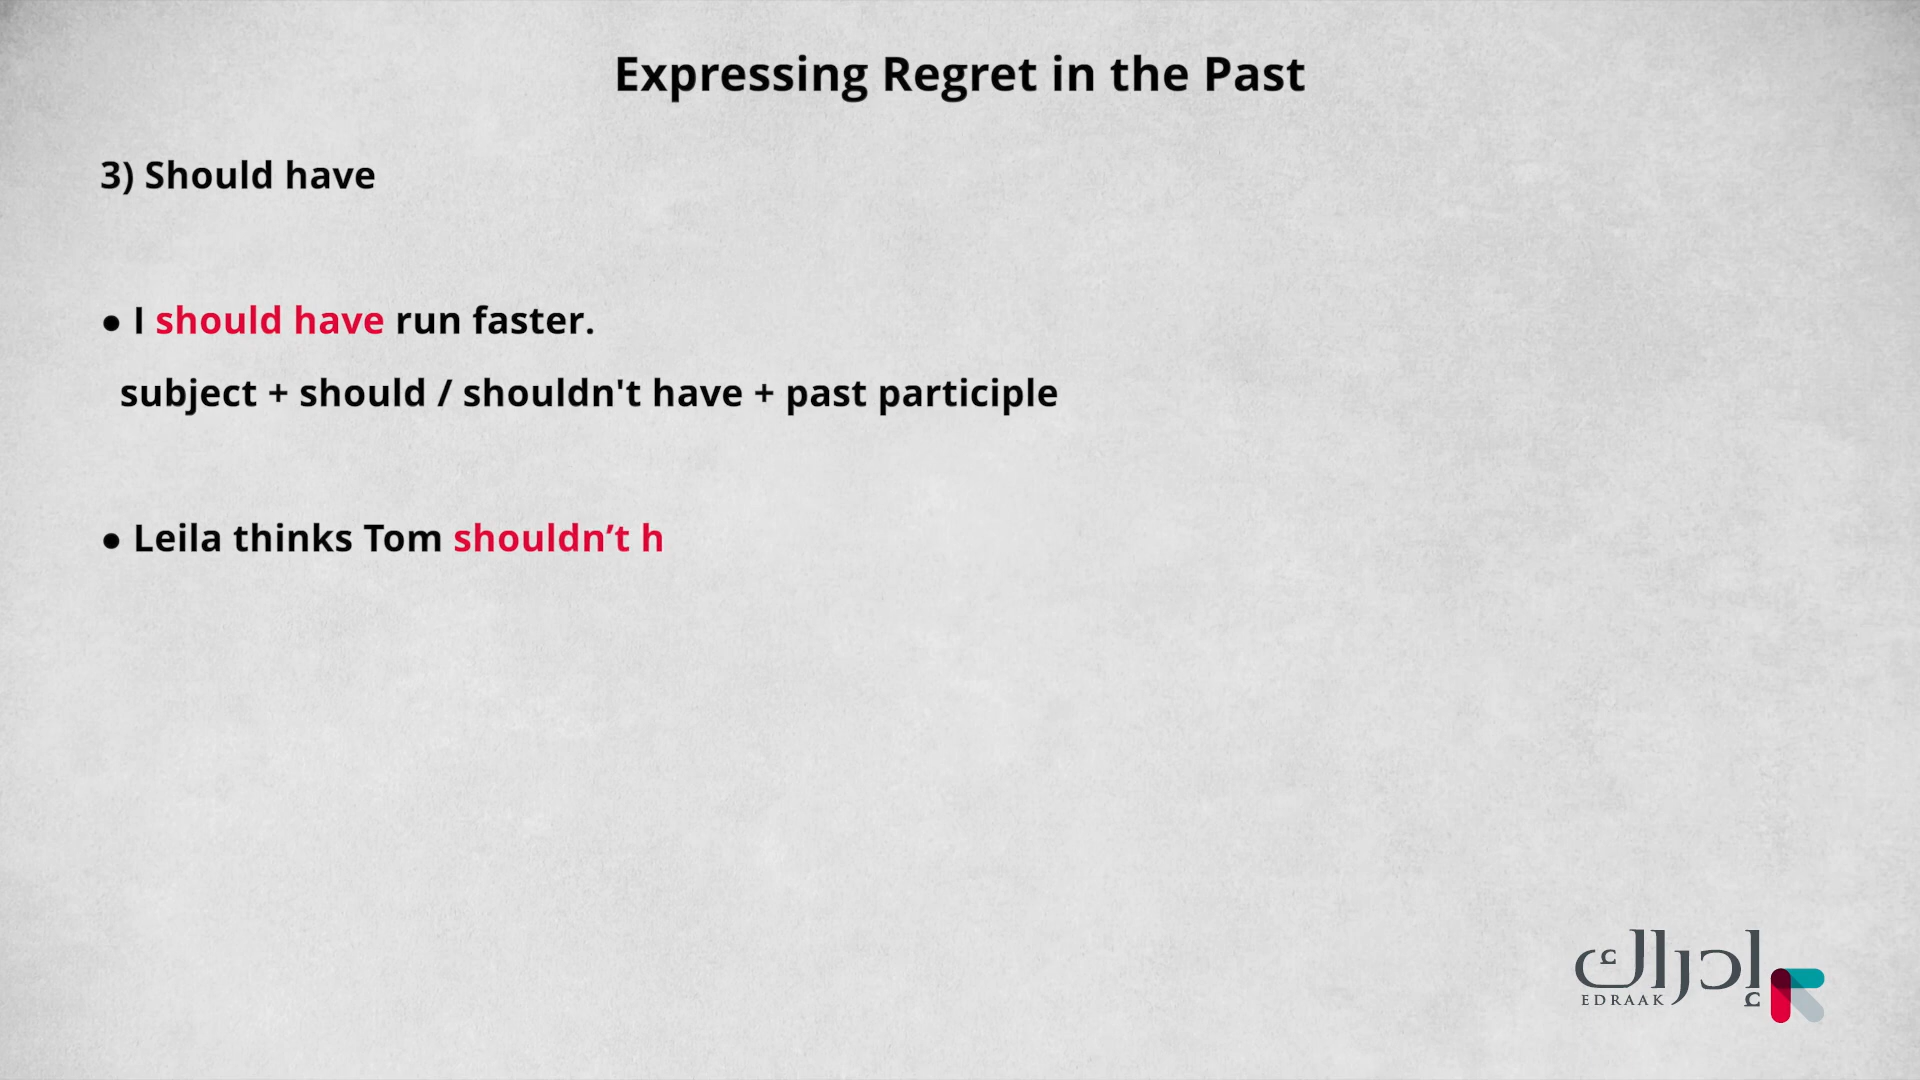 Expressing Regret in the Past
3) Should have
● I should have run faster.
subject + should / shouldn't have + past participle
● Leila thinks Tom shouldn’t h
إدراك
EDRAAK